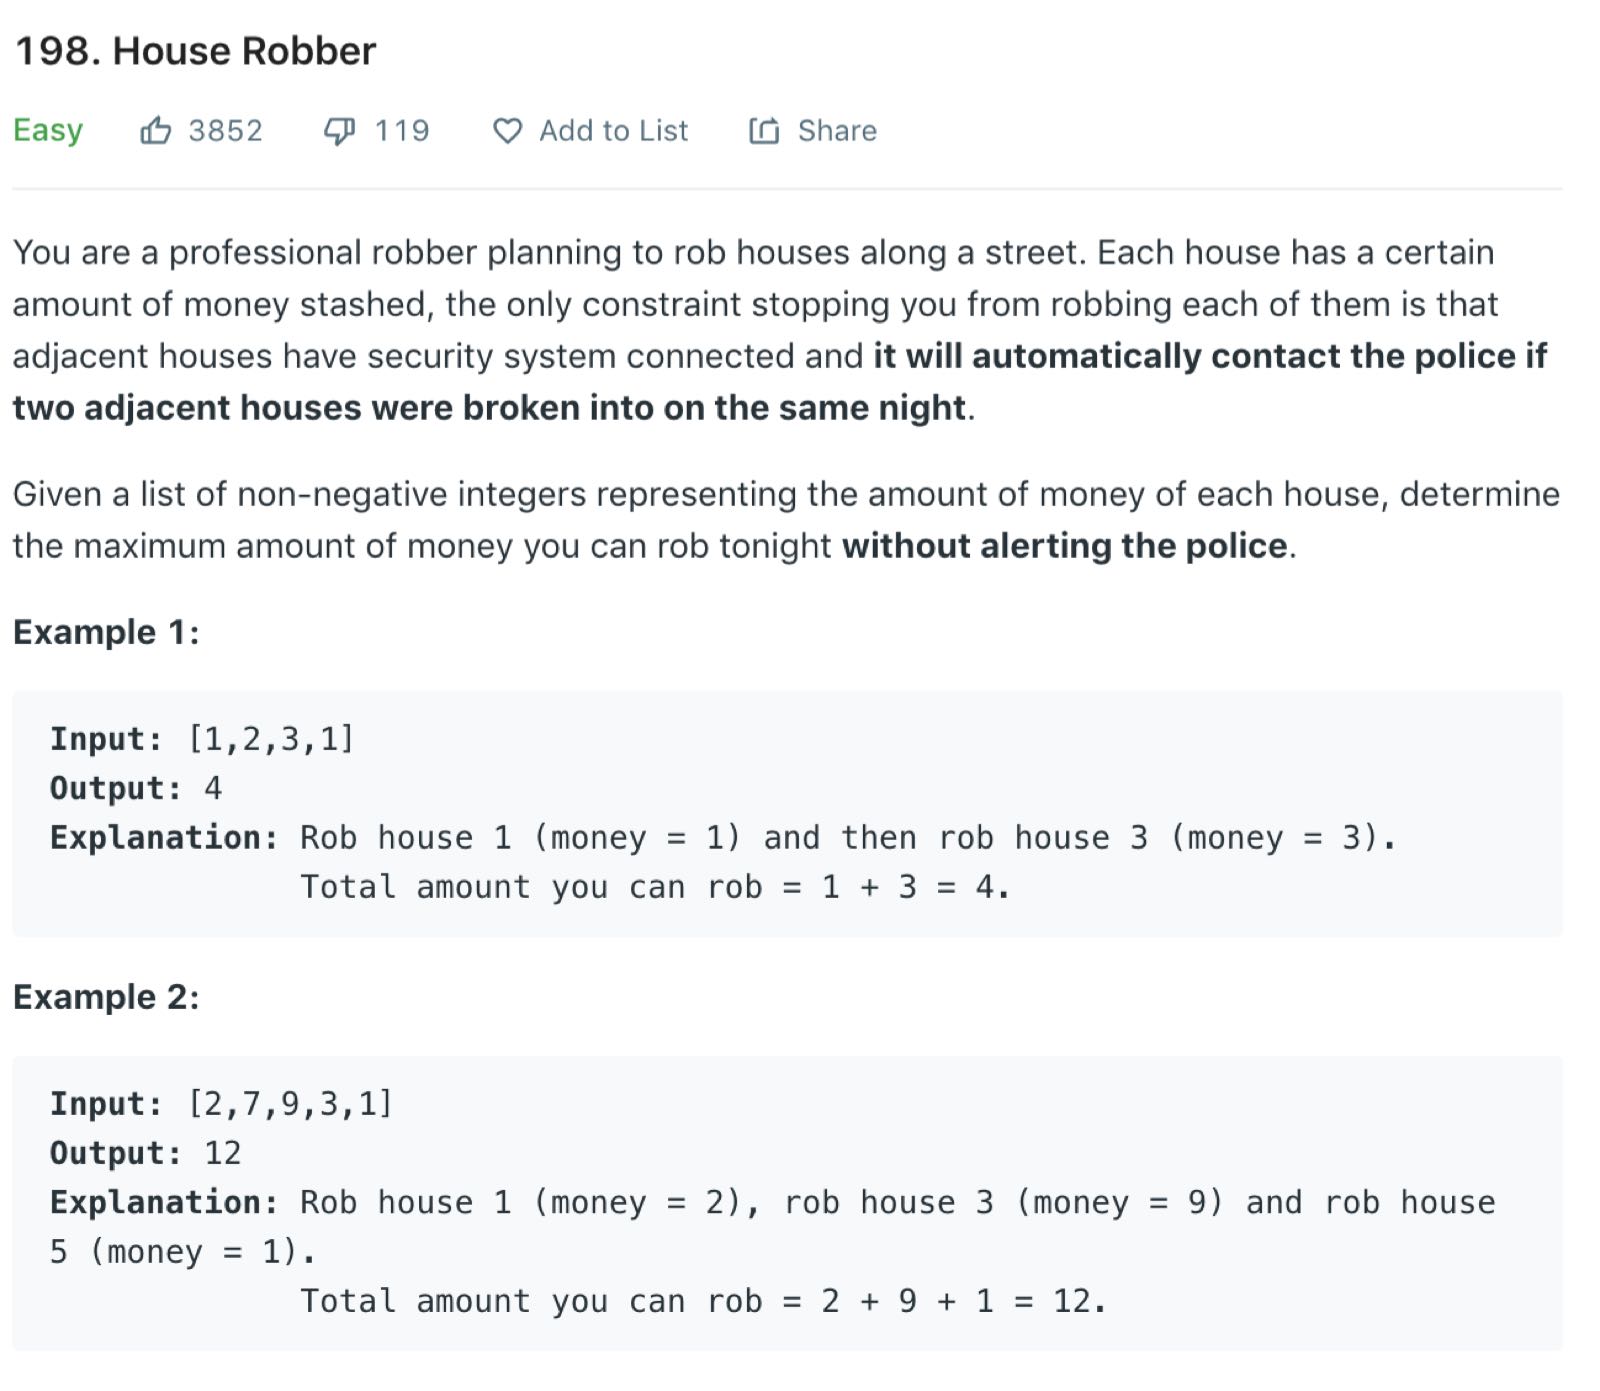 198. House Robber
Easy 3852 119 Add to List Share
You are a professional robber planning to rob houses along a street. Each house has a certain
amount of money stashed, the only constraint stopping you from robbing each of them is that
adjacent houses have security system connected and it will automatically contact the police if
two adjacent houses were broken into on the same night.
Given a list of non-negative integers representing the amount of money of each house, determine
the maximum amount of money you can rob tonight without alerting the police.
Example 1:
Input: [1,2,3,1]
Output: 4
Explanation: Rob house 1 (money = 1) and then rob house 3 (money = 3).
Total amount you can rob = 1 + 3 = 4.
Example 2:
Input: [2,7,9,3,1]
Output: 12
Explanation: Rob house 1 (money = 2), rob house 3 (money = 9) and rob house
5 (money = 1).
Total amount you can rob = 2 + 9 + 1 = 12.